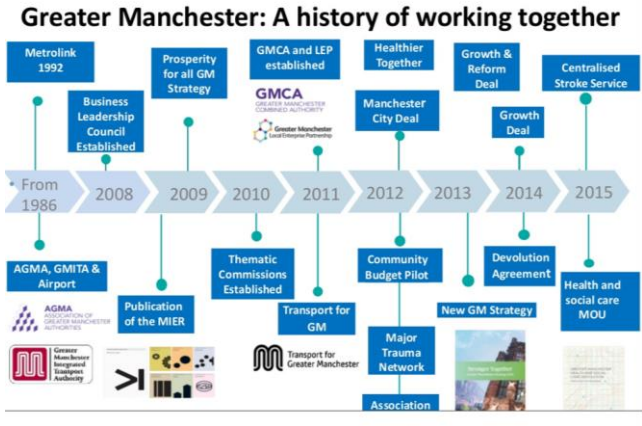 Greater Manchester: A history of working together
Metrolink
1992
Business
Leadership
Council
Established
Prosperity
for all GM
Strategy
GMCA and LEP
established
GMCA
GREATER MANCHESTER
COMBINED AUTHORITY
Greater Manchester
Local Enterprise Partnership
Healthier
Together
Manchester
City Deal
Growth &
Reform
Deal
Growth
Deal
Centralised
Stroke Service
• From
1986
2008
2009
2010
2011
2012
2013
2014
2015
AGMA, GMITA &
Airport
AGMA
ASSOCIATION OF
GREATER MANCHESTER
AUTHORITIES
Greater
Manchester
Integrated
Transport
Authority
Publication
of the MIER
Thematic
Commissions
Established
Transport for
GM
Transport for
Greater Manchester
Community
Budget Pilot
Major
Trauma
Network
Association
New GM Strategy
Stronger Together
Devolution
Agreement
Health and
social care
MOU